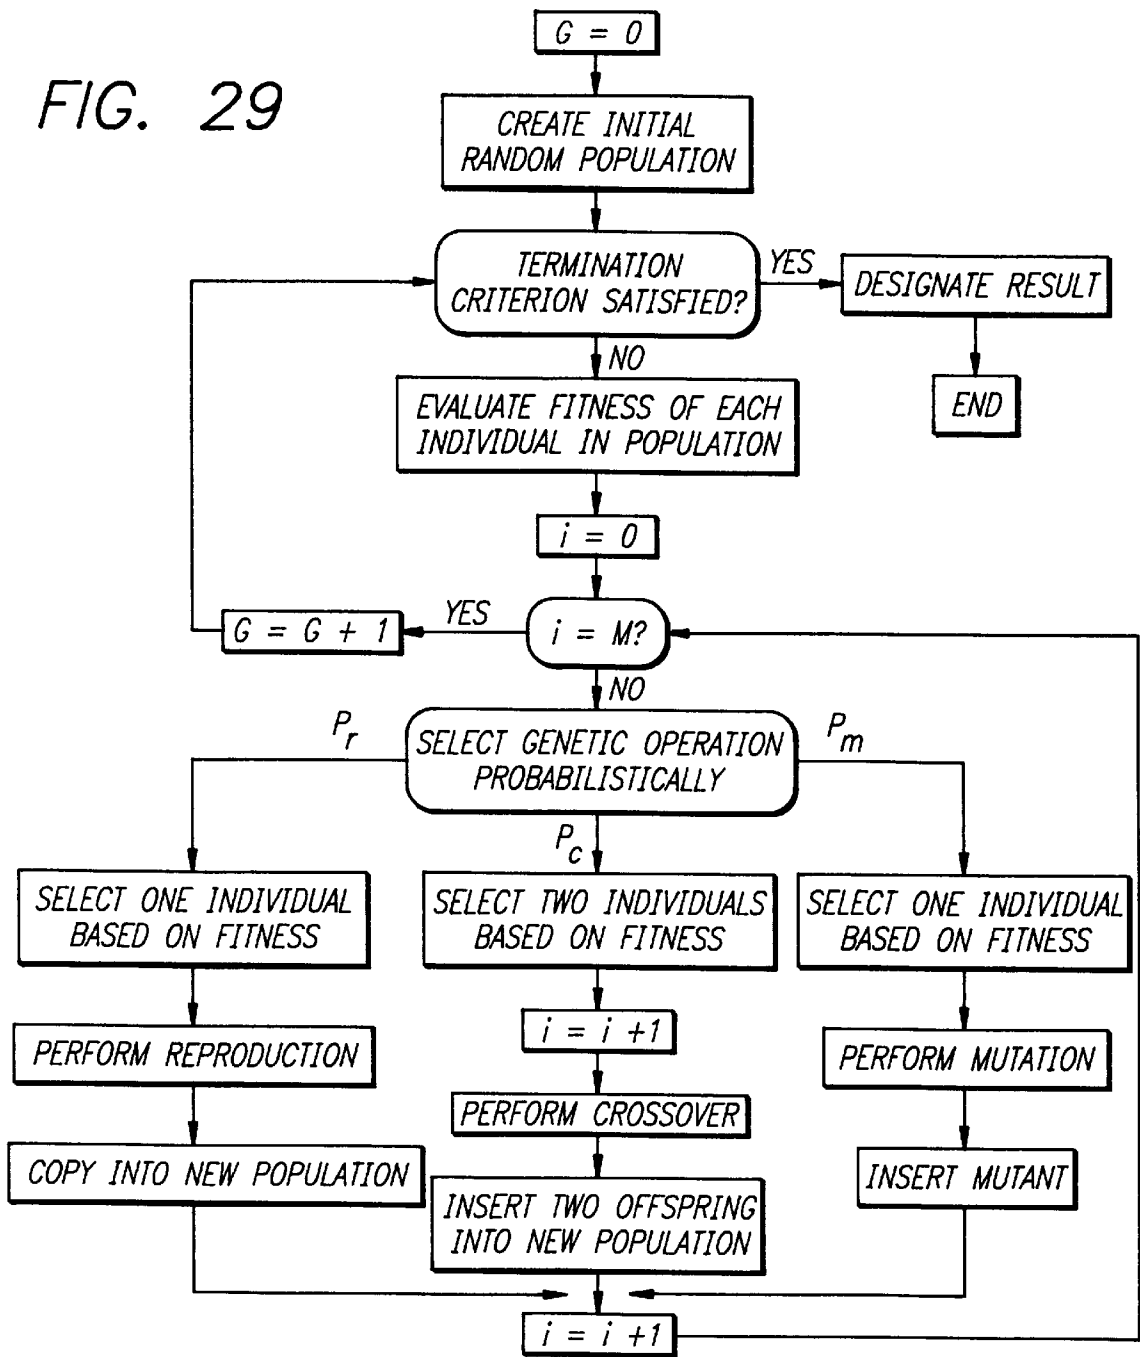 FIG. 29
G = 0
CREATE INITIAL
RANDOM POPULATION
TERMINATION
CRITERION SATISFIED?
YES
DESIGNATE RESULT
END
NO
EVALUATE FITNESS OF EACH
INDIVIDUAL IN POPULATION
i = 0
i = M?
YES
G = G + 1
NO
SELECT GENETIC OPERATION
PROBABILISTICALLY
Pr
Pc
Pm
SELECT ONE INDIVIDUAL
BASED ON FITNESS
PERFORM REPRODUCTION
COPY INTO NEW POPULATION
SELECT TWO INDIVIDUALS
BASED ON FITNESS
i = i +1
PERFORM CROSSOVER
INSERT TWO OFFSPRING
INTO NEW POPULATION
SELECT ONE INDIVIDUAL
BASED ON FITNESS
PERFORM MUTATION
INSERT MUTANT
i = i +1